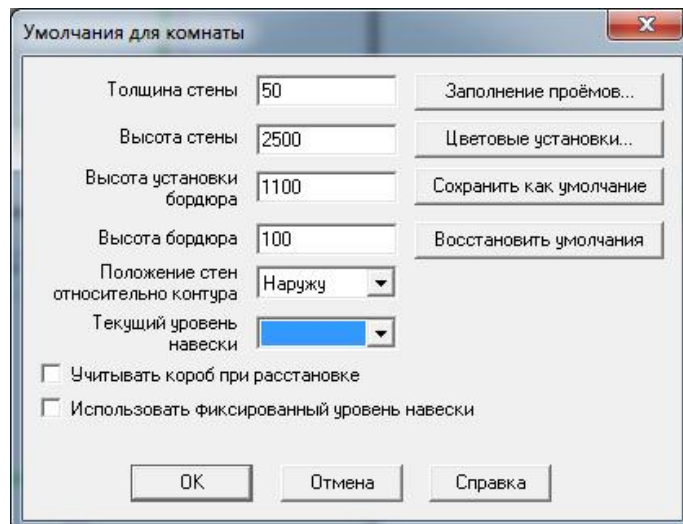 Умолчания для комнаты
Толщина стены 50 Заполнение проёмов...
Высота стены 2500 Цветовые установки...
Высота установки
бордюра 1100 Сохранить как умолчание
Высота бордюра 100 Восстановить умолчания
Положение стен
относительно контура Наружу
Текущий уровень
навески
Учитывать короб при расстановке
Использовать фиксированный уровень навески
OK Отмена Справка